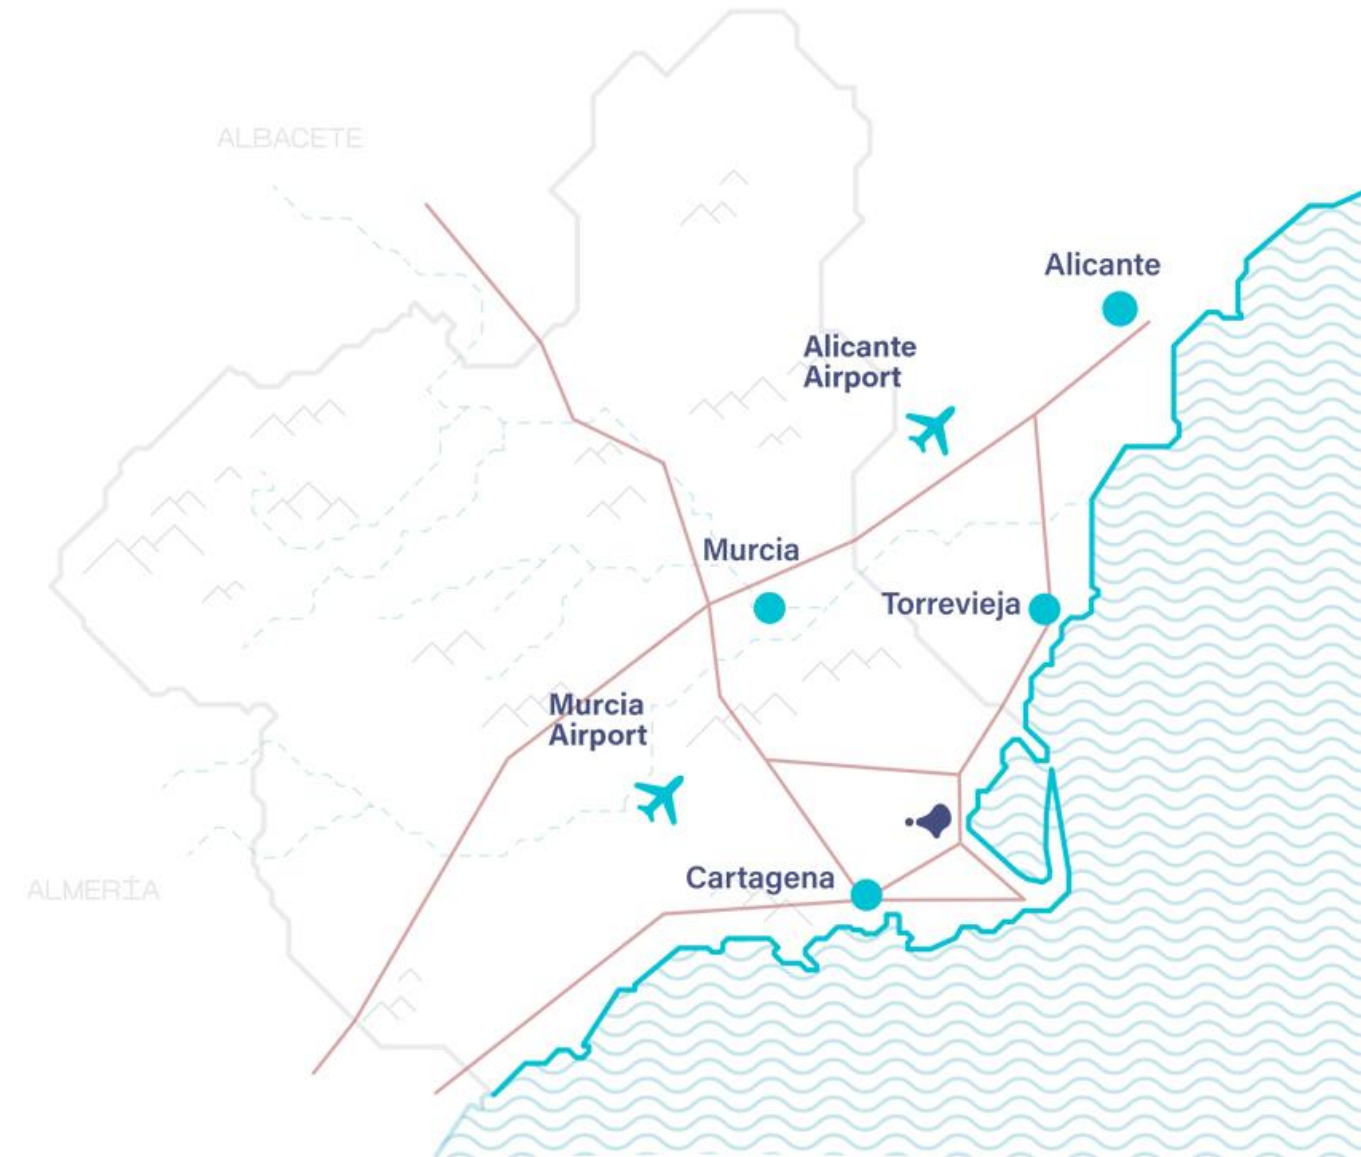 ALBACETE
Alicante
Alicante
Airport
Murcia
Torrevieja
Murcia
Airport
Cartagena
ALMERÍA